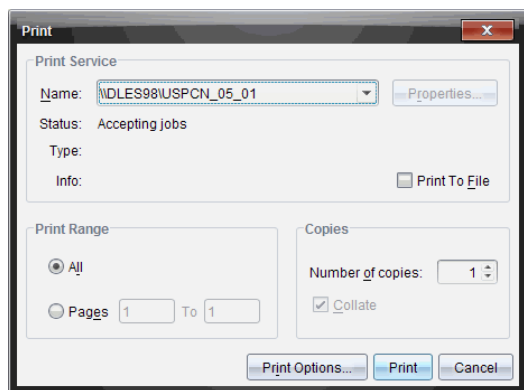 Print
Print Service
Name: \\DLES98\USPCN_05_01 Properties...
Status: Accepting jobs
Type:
Info: Print To File
Print Range
All
Pages 1 To 1
Copies
Number of copies: 1
Collate
Print Options... Print Cancel